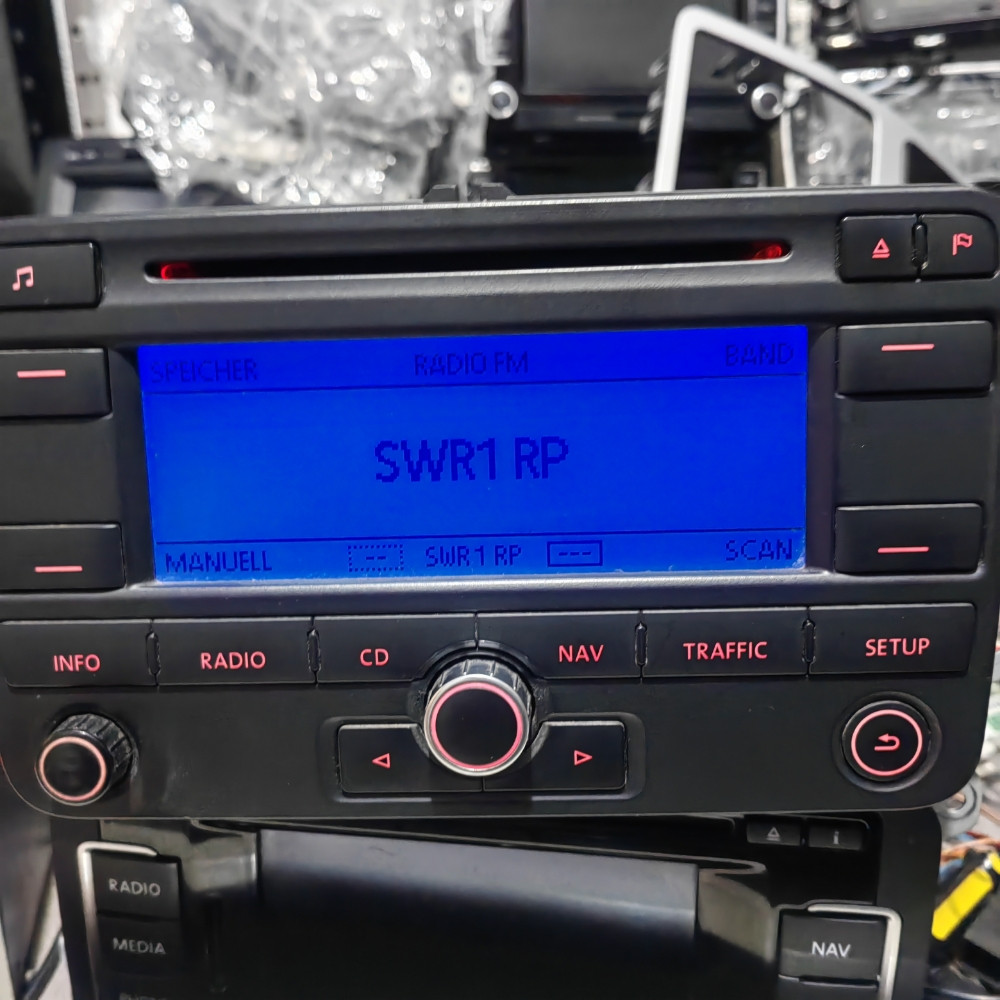 SPEICHER RADIO FM BAND
SWR1 RP
MANUELL -- SWR1 RP --- SCAN
INFO RADIO CD NAV TRAFFIC SETUP
RADIO
MEDIA
NAV